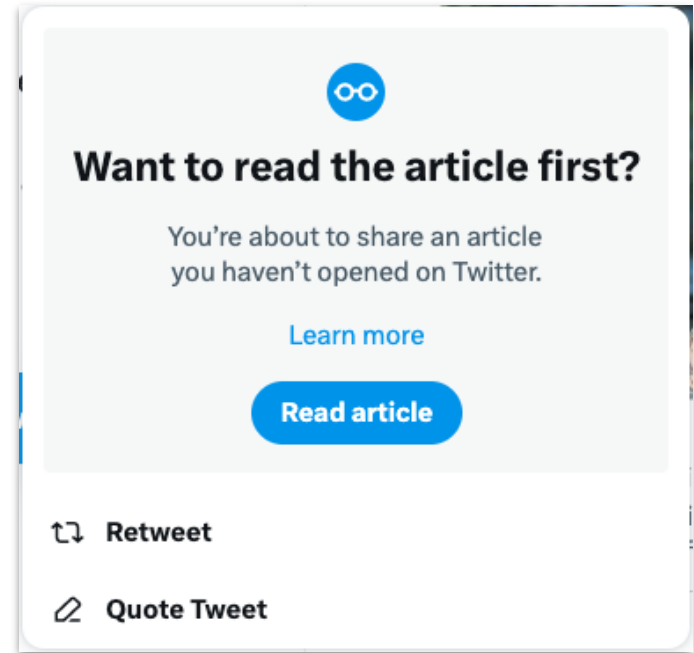 Want to read the article first?
You're about to share an article
you haven't opened on Twitter.
Learn more
Read article
Retweet
Quote Tweet